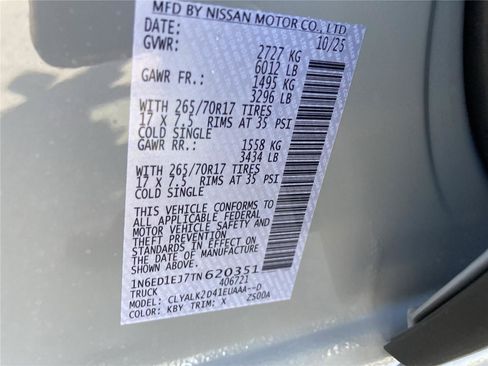 MFD BY NISSAN MOTOR CO., LTD
DATE: 10/25
GVWR: 2727 KG
6012 LB
GAWR FR.: 1495 KG
3296 LB
WITH 265/70R17 TIRES
17 X 7.5 RIMS AT 35 PSI
COLD SINGLE
GAWR RR.: 1558 KG
3434 LB
WITH 265/70R17 TIRES
17 X 7.5 RIMS AT 35 PSI
COLD SINGLE
THIS VEHICLE CONFORMS TO
ALL APPLICABLE FEDERAL
MOTOR VEHICLE SAFETY AND
THEFT PREVENTION
STANDARDS IN EFFECT ON
THE DATE OF MANUFACTURE
SHOWN ABOVE.
1N6ED1EJ7TN620351
406721
TRUCK
MODEL: CLYALK2D41EUAAA--D
COLOR: KBY TRIM: X ZS00A